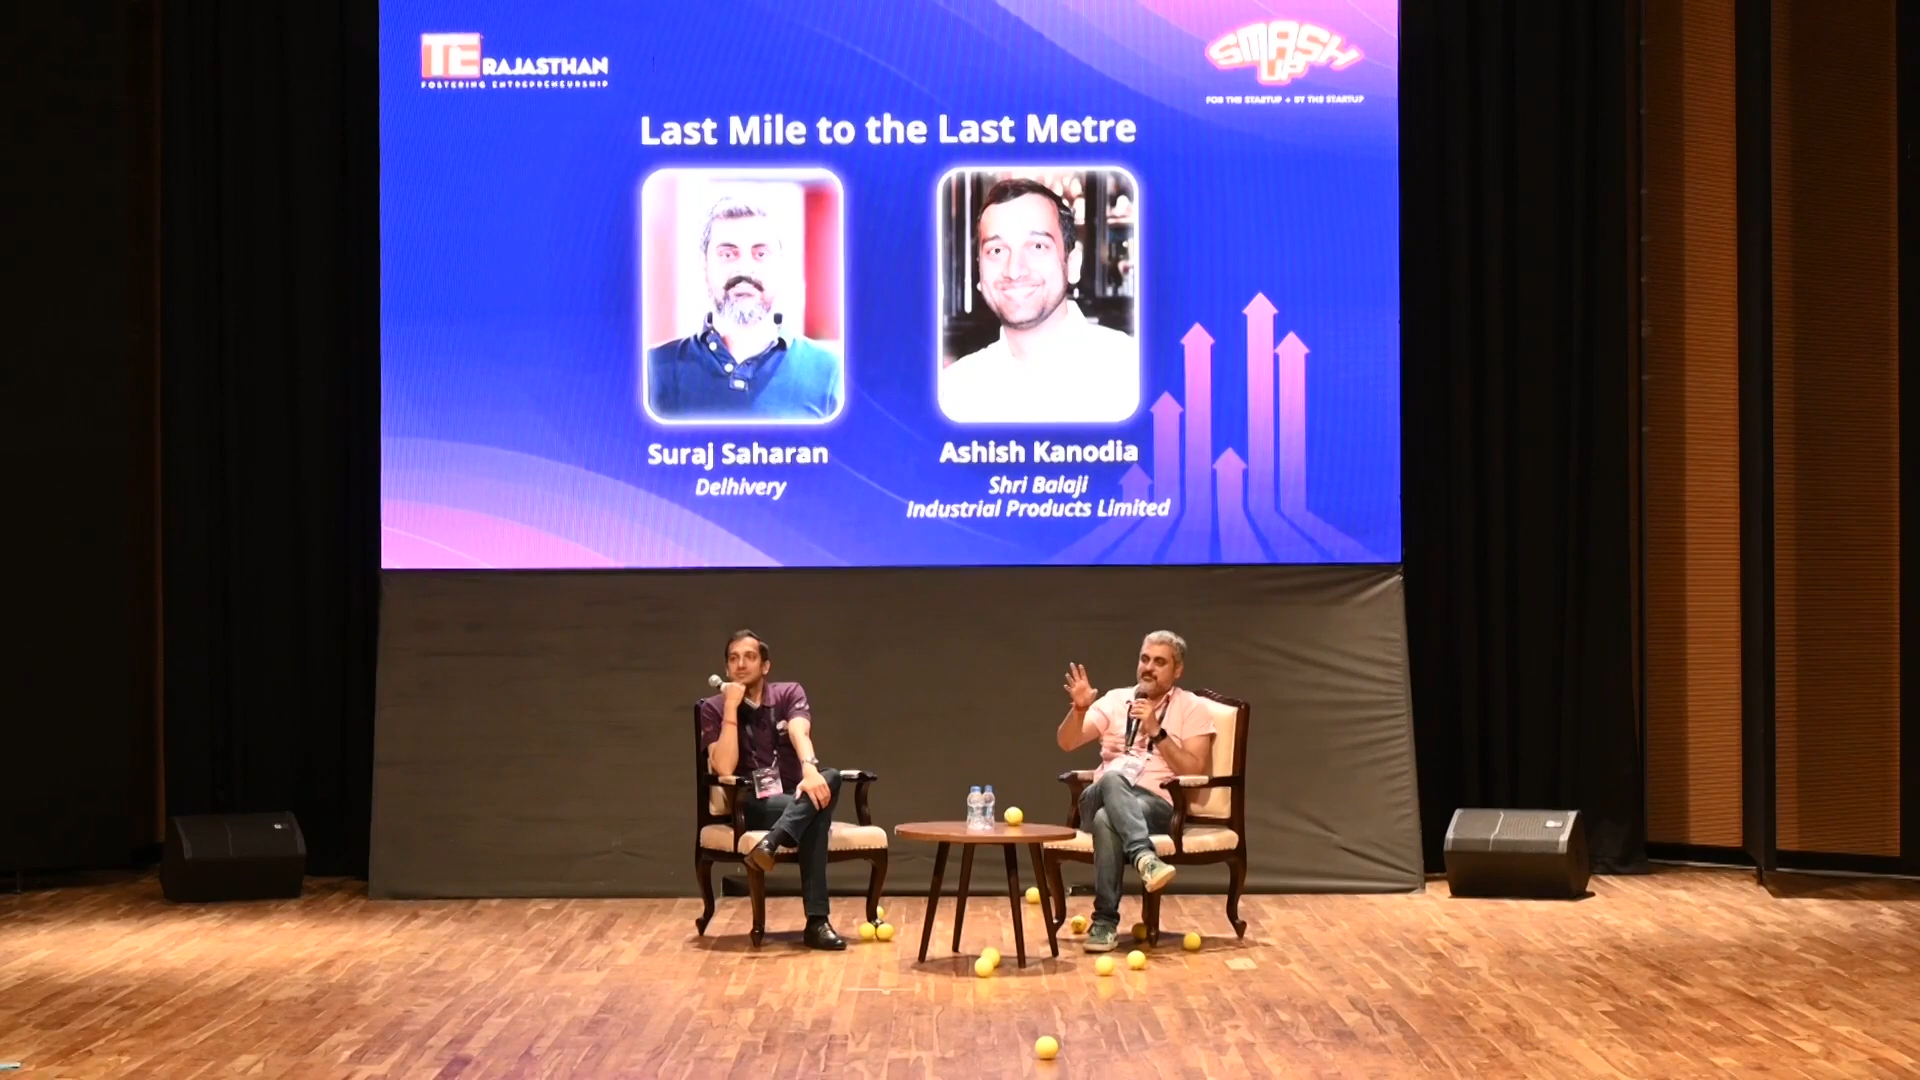 TiE RAJASTHAN
FOSTERING ENTREPRENEURSHIP
SMASH
UP
FOR THE STARTUP + BY THE STARTUP
Last Mile to the Last Metre
Suraj Saharan
Delhivery
Ashish Kanodia
Shri Balaji
Industrial Products Limited